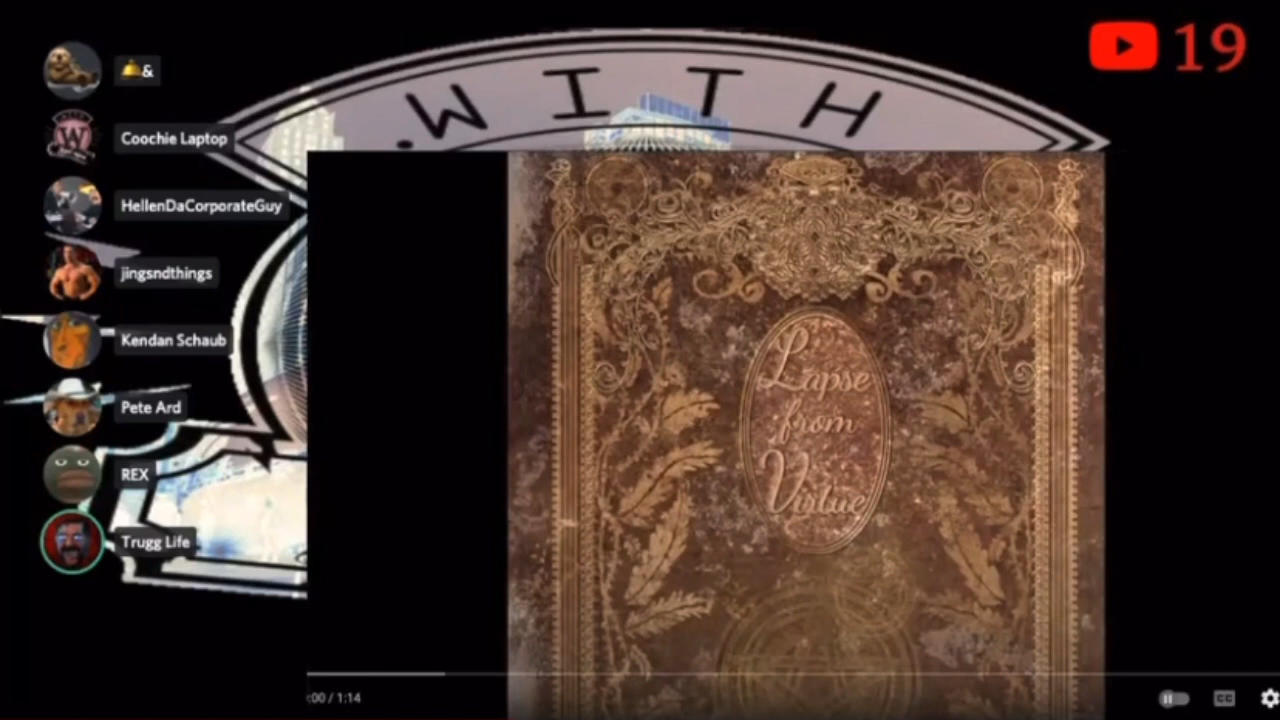 19
WITH
&
Coochie Laptop
HellenDaCorporateGuy
jingsndthings
Kendan Schaub
Pete Ard
REX
Trugg Life
W
Lapse
from
Virtue
:00 / 1:14
CC